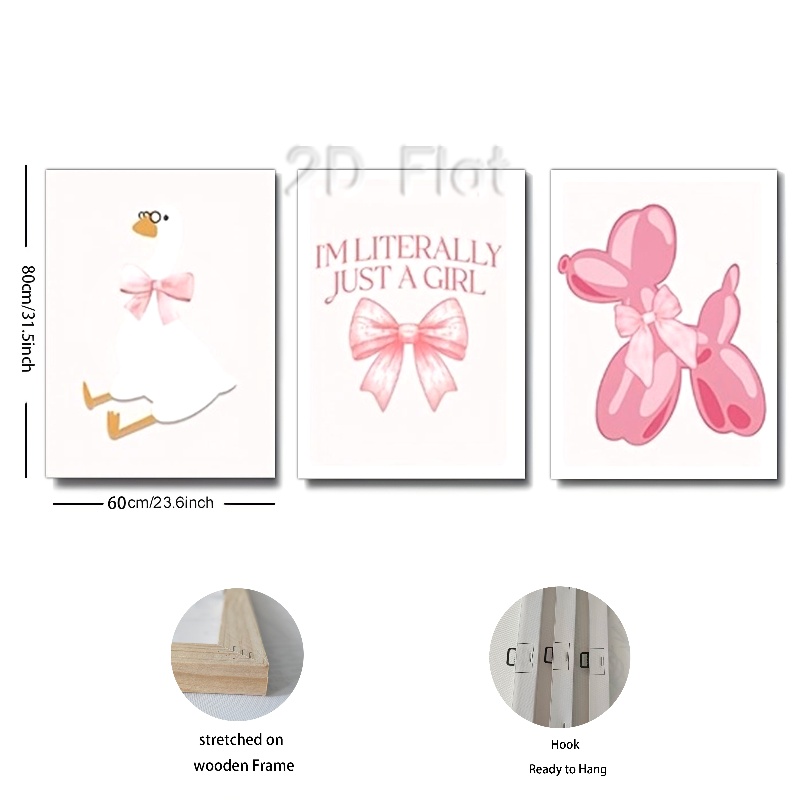 2D Flat
I'M LITERALLY
JUST A GIRL
80cm/31.5inch
60cm/23.6inch
stretched on
wooden Frame
Hook
Ready to Hang